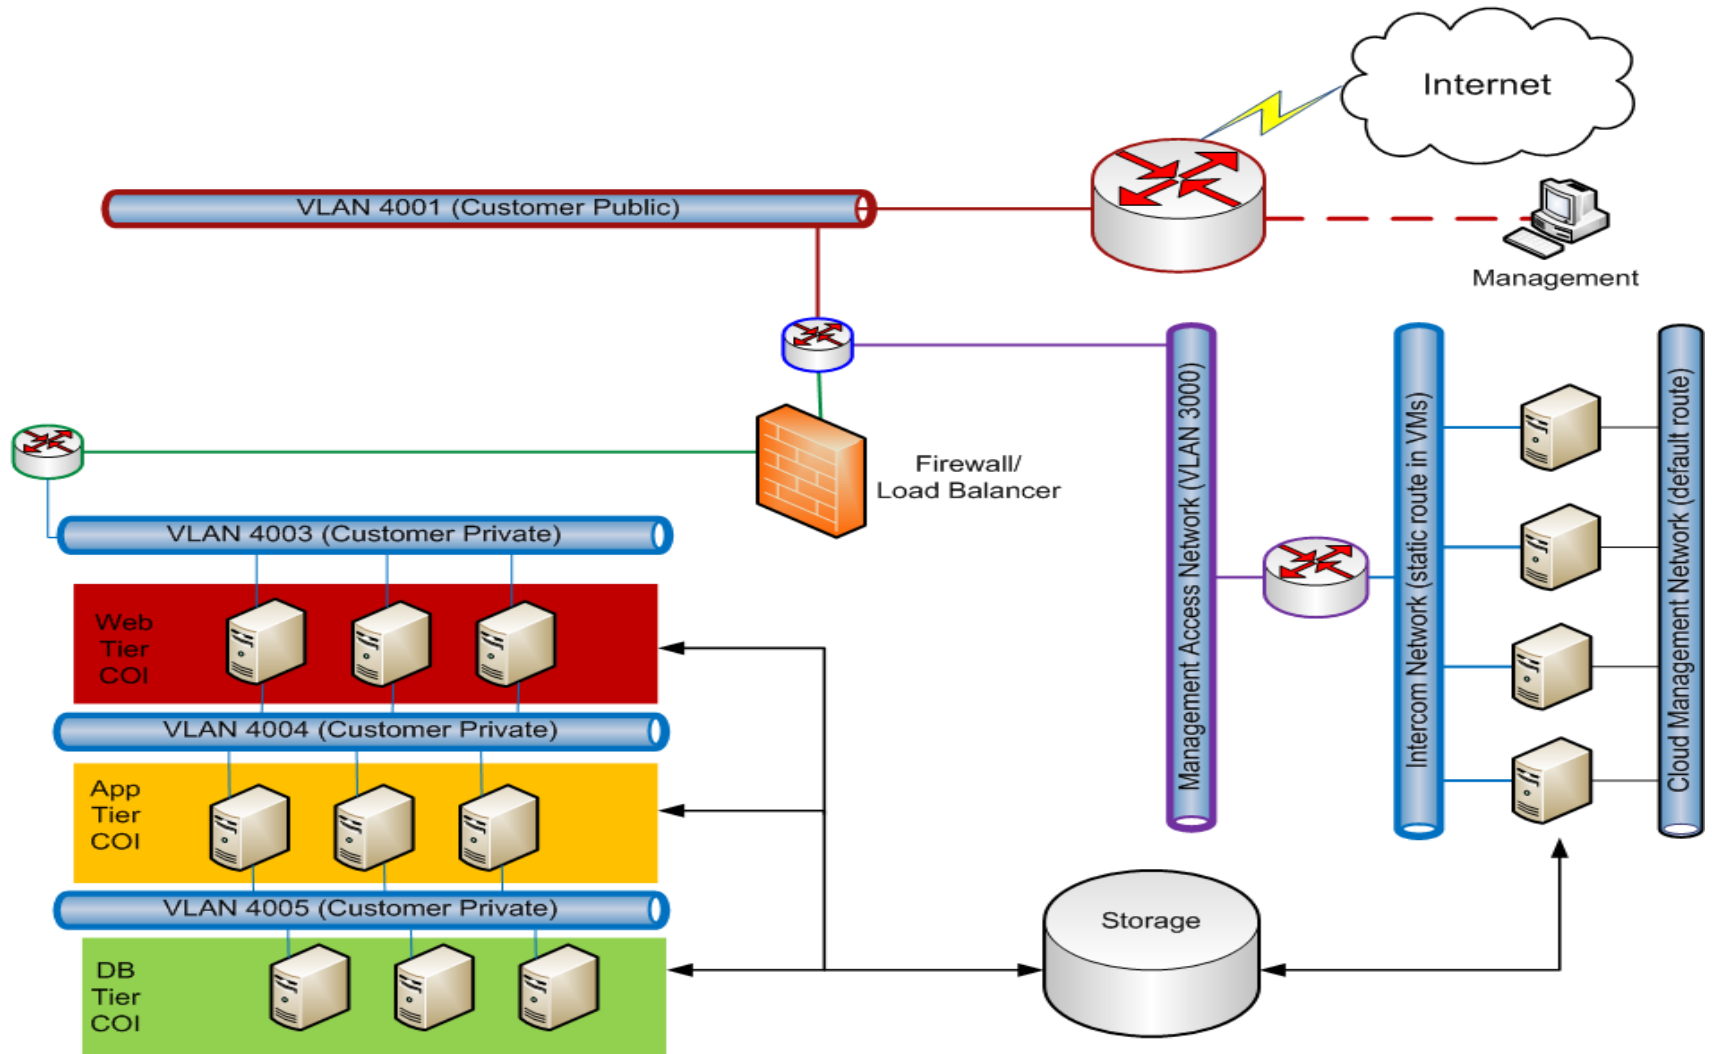 Internet
VLAN 4001 (Customer Public)
Management
Firewall/
Load Balancer
Management Access Network (VLAN 3000)
Intercom Network (static route in VMs)
Cloud Management Network (default route)
VLAN 4003 (Customer Private)
Web
Tier
COI
VLAN 4004 (Customer Private)
App
Tier
COI
VLAN 4005 (Customer Private)
DB
Tier
COI
Storage